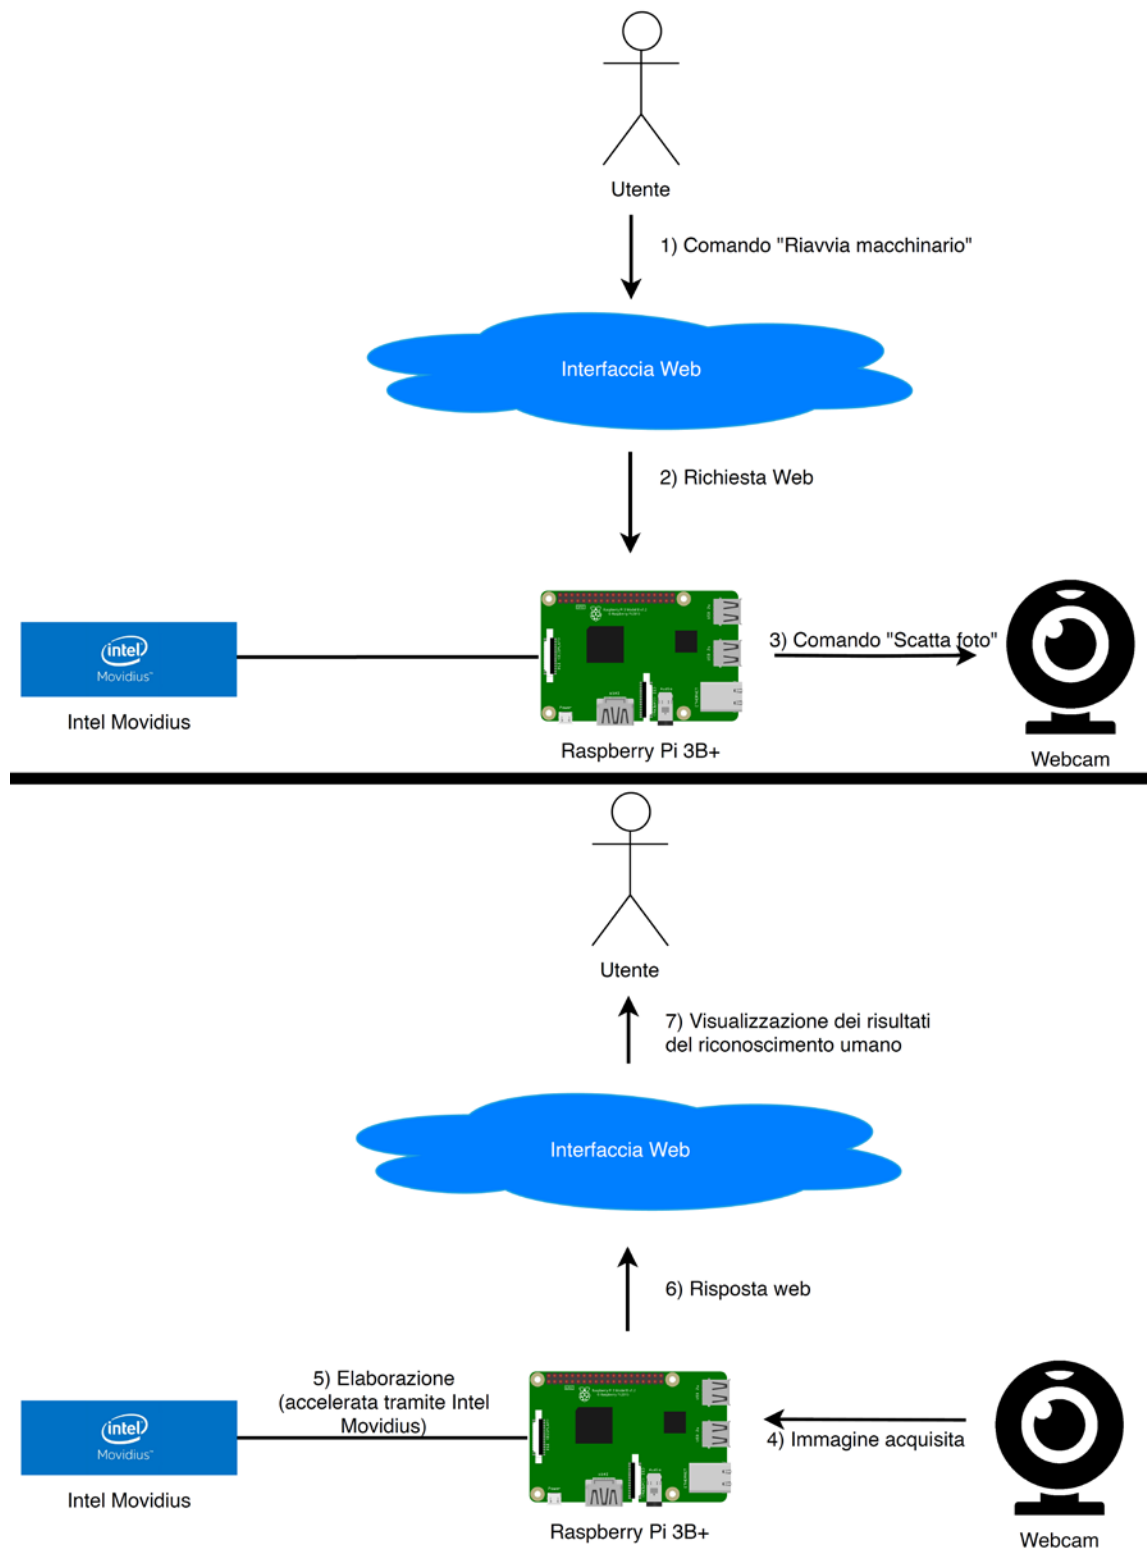 Utente
1) Comando "Riavvia macchinario"
Interfaccia Web
2) Richiesta Web
intel
Movidius™
Intel Movidius
Raspberry Pi 3B+
3) Comando "Scatta foto"
Webcam
Utente
7) Visualizzazione dei risultati
del riconoscimento umano
Interfaccia Web
6) Risposta web
5) Elaborazione
(accelerata tramite Intel
Movidius)
intel
Movidius™
Intel Movidius
Raspberry Pi 3B+
4) Immagine acquisita
Webcam